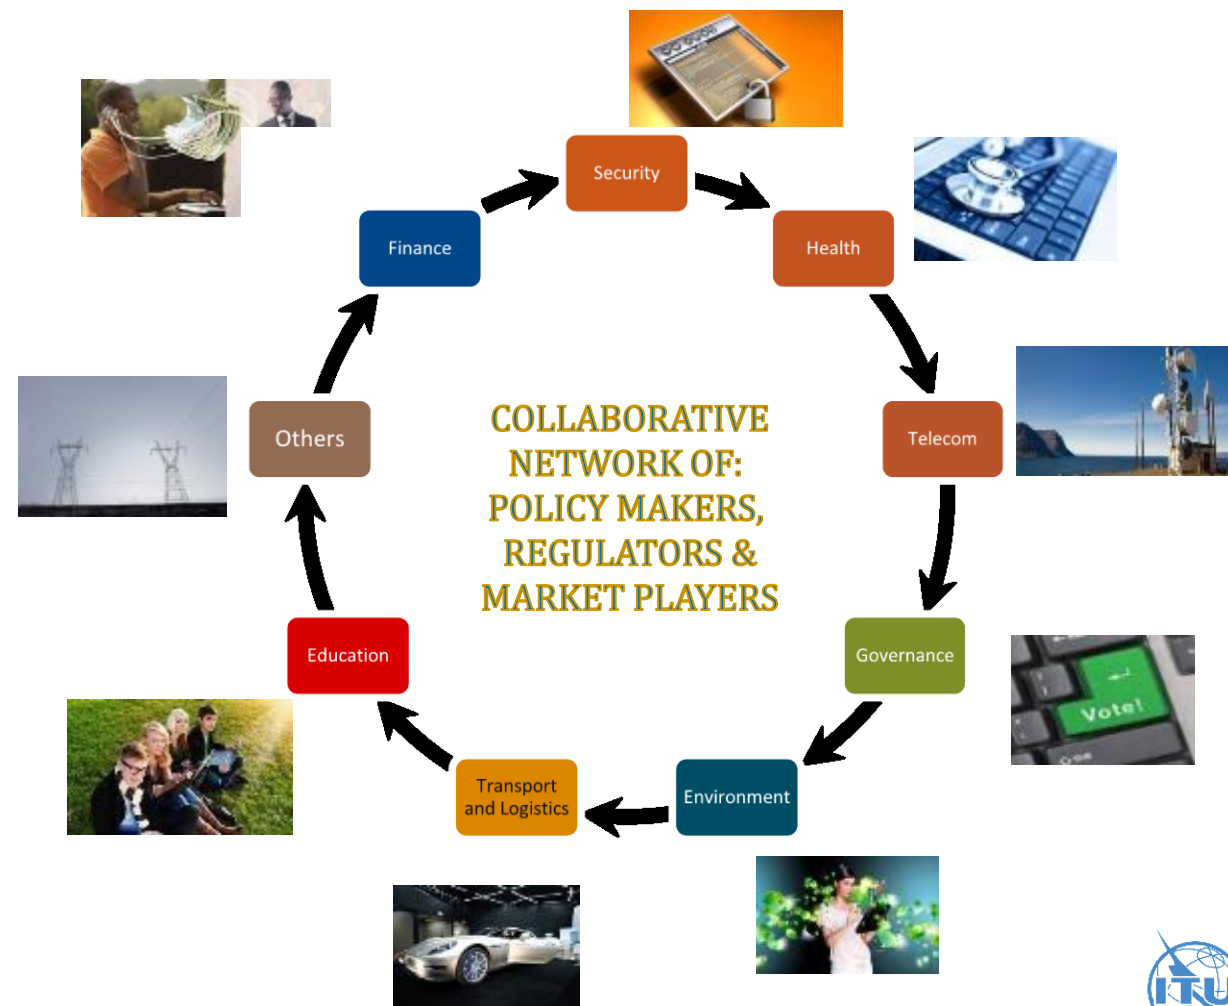 Security
Finance
Health
Others
COLLABORATIVE
NETWORK OF:
POLICY MAKERS,
REGULATORS &
MARKET PLAYERS
Telecom
Education
Governance
Vote!
Transport
and Logistics
Environment
ITU